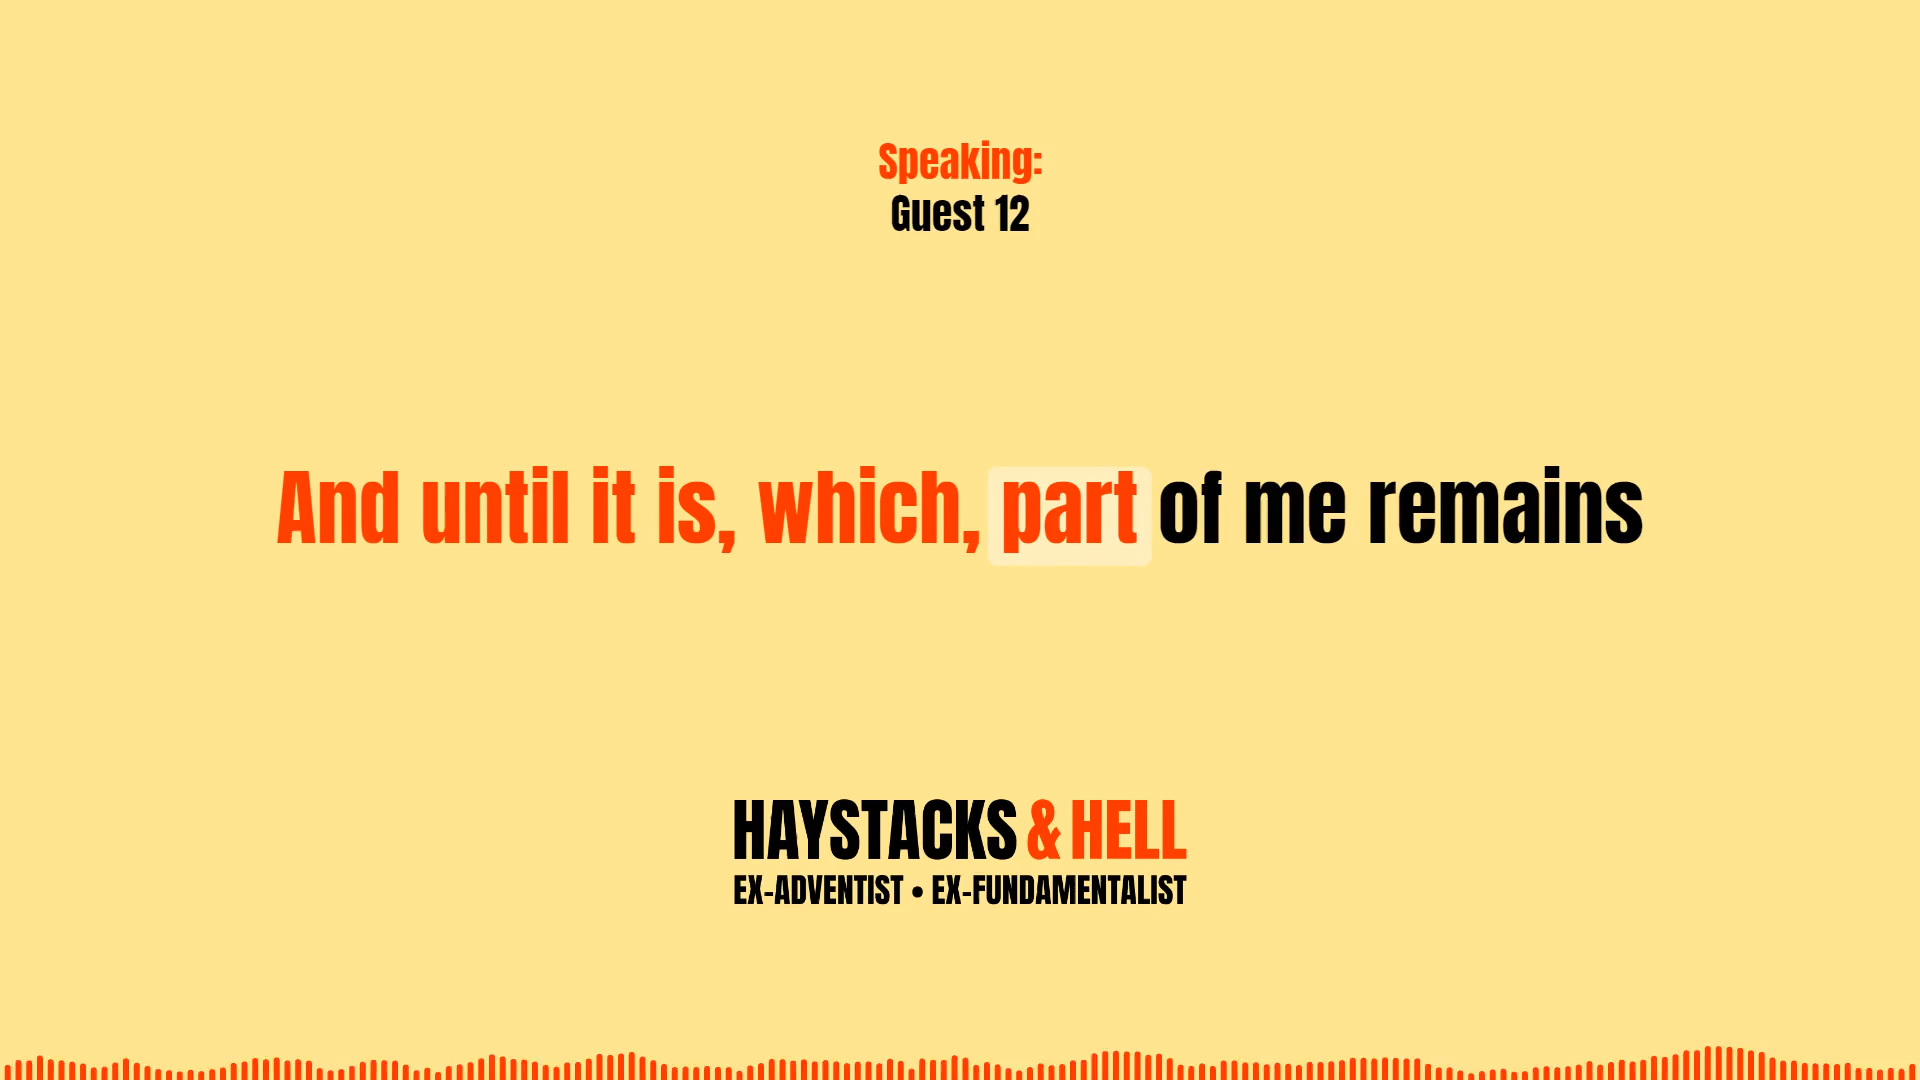 Speaking:
Guest 12
And until it is, which, part of me remains
HAYSTACKS & HELL
EX-ADVENTIST • EX-FUNDAMENTALIST